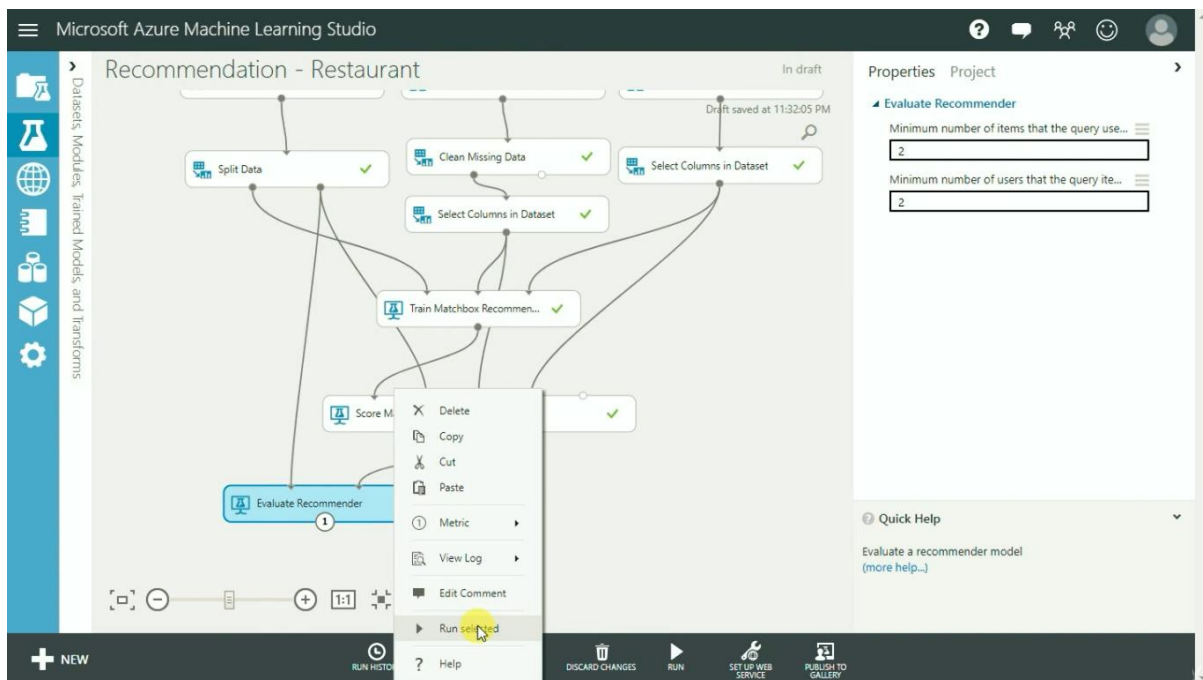 Microsoft Azure Machine Learning Studio
?
Datasets, Modules, Trained Models, and Transforms
Recommendation - Restaurant
In draft
Draft saved at 11:32:05 PM
Split Data
Clean Missing Data
Select Columns in Dataset
Select Columns in Dataset
Train Matchbox Recommen...
Score M
Evaluate Recommender
1
Delete
Copy
Cut
Paste
1 Metric
View Log
Edit Comment
Run selected
? Help
1:1
Properties Project
Evaluate Recommender
Minimum number of items that the query use...
2
Minimum number of users that the query ite...
2
? Quick Help
Evaluate a recommender model
(more help...)
NEW
RUN HISTO
DISCARD CHANGES
RUN
SET UP WEB
SERVICE
PUBLISH TO
GALLERY